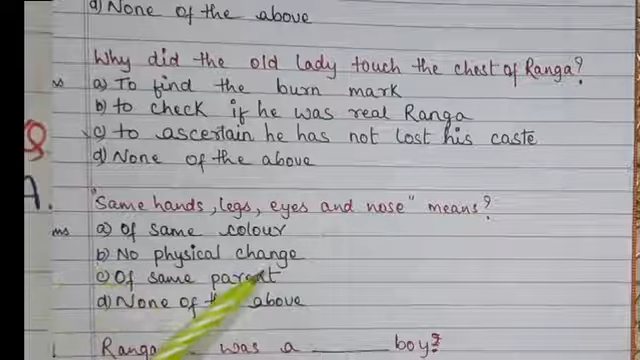 d) None of the above
Why did the old lady touch the chest of Ranga?
a) To find the burn mark
b) to check if he was real Ranga
c) to ascertain he has not lost his caste
d) None of the above
"Same hands, legs, eyes and nose" means?
a) Of same colour
b) No physical change
c) Of same parent
d) None of the above
Ranga was a ______ boy?